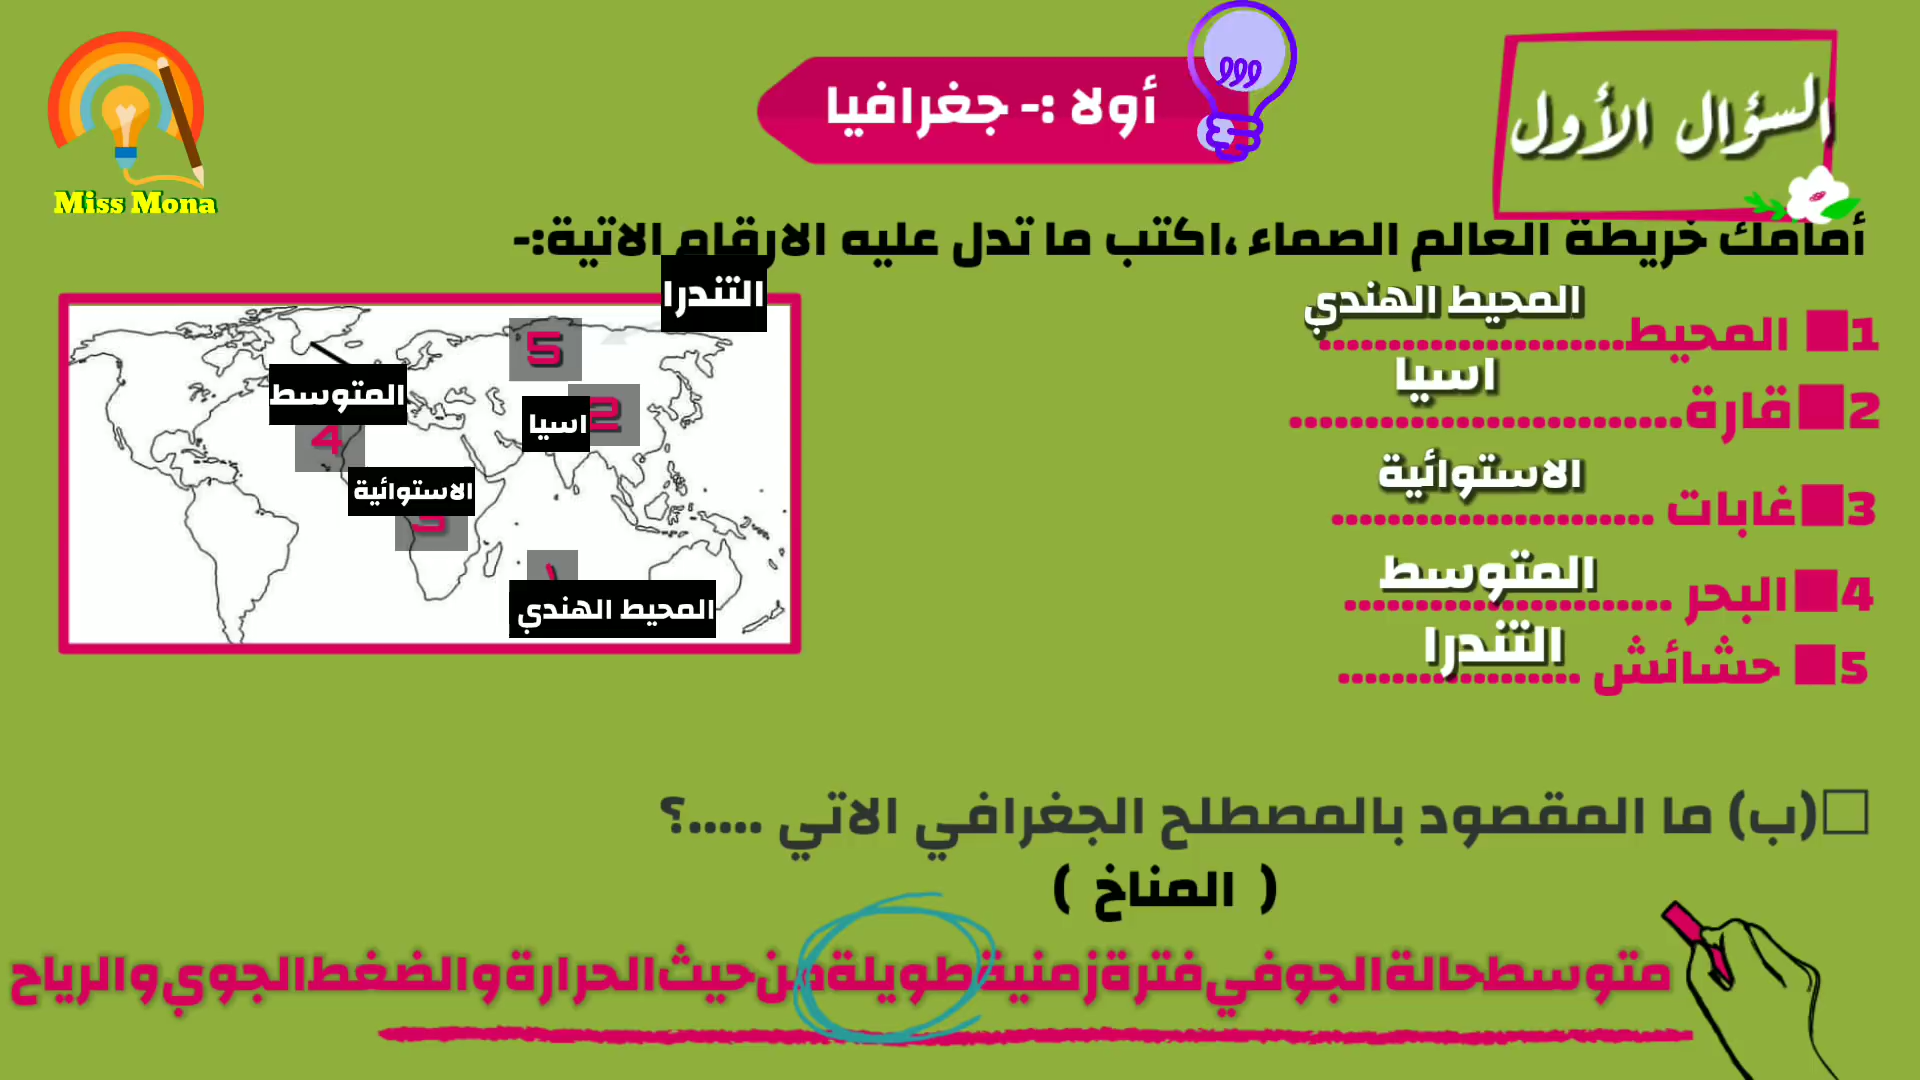 السؤال الأول
أولا :- جغرافيا
Miss Mona
أمامك خريطة العالم الصماء ،اكتب ما تدل عليه الارقام الاتية:-
1 المحيط......................
المحيط الهندي
2 قارة..........................
اسيا
3 غابات .......................
الاستوائية
4 البحر .......................
المتوسط
5 حشائش ..................
التندرا
التندرا
5
المتوسط
2
اسيا
4
الاستوائية
3
١
المحيط الهندي
(ب) ما المقصود بالمصطلح الجغرافي الاتي .....؟
( المناخ )
متوسط حالة الجو في فترة زمنية طويلة من حيث الحرارة والضغط الجوي والرياح